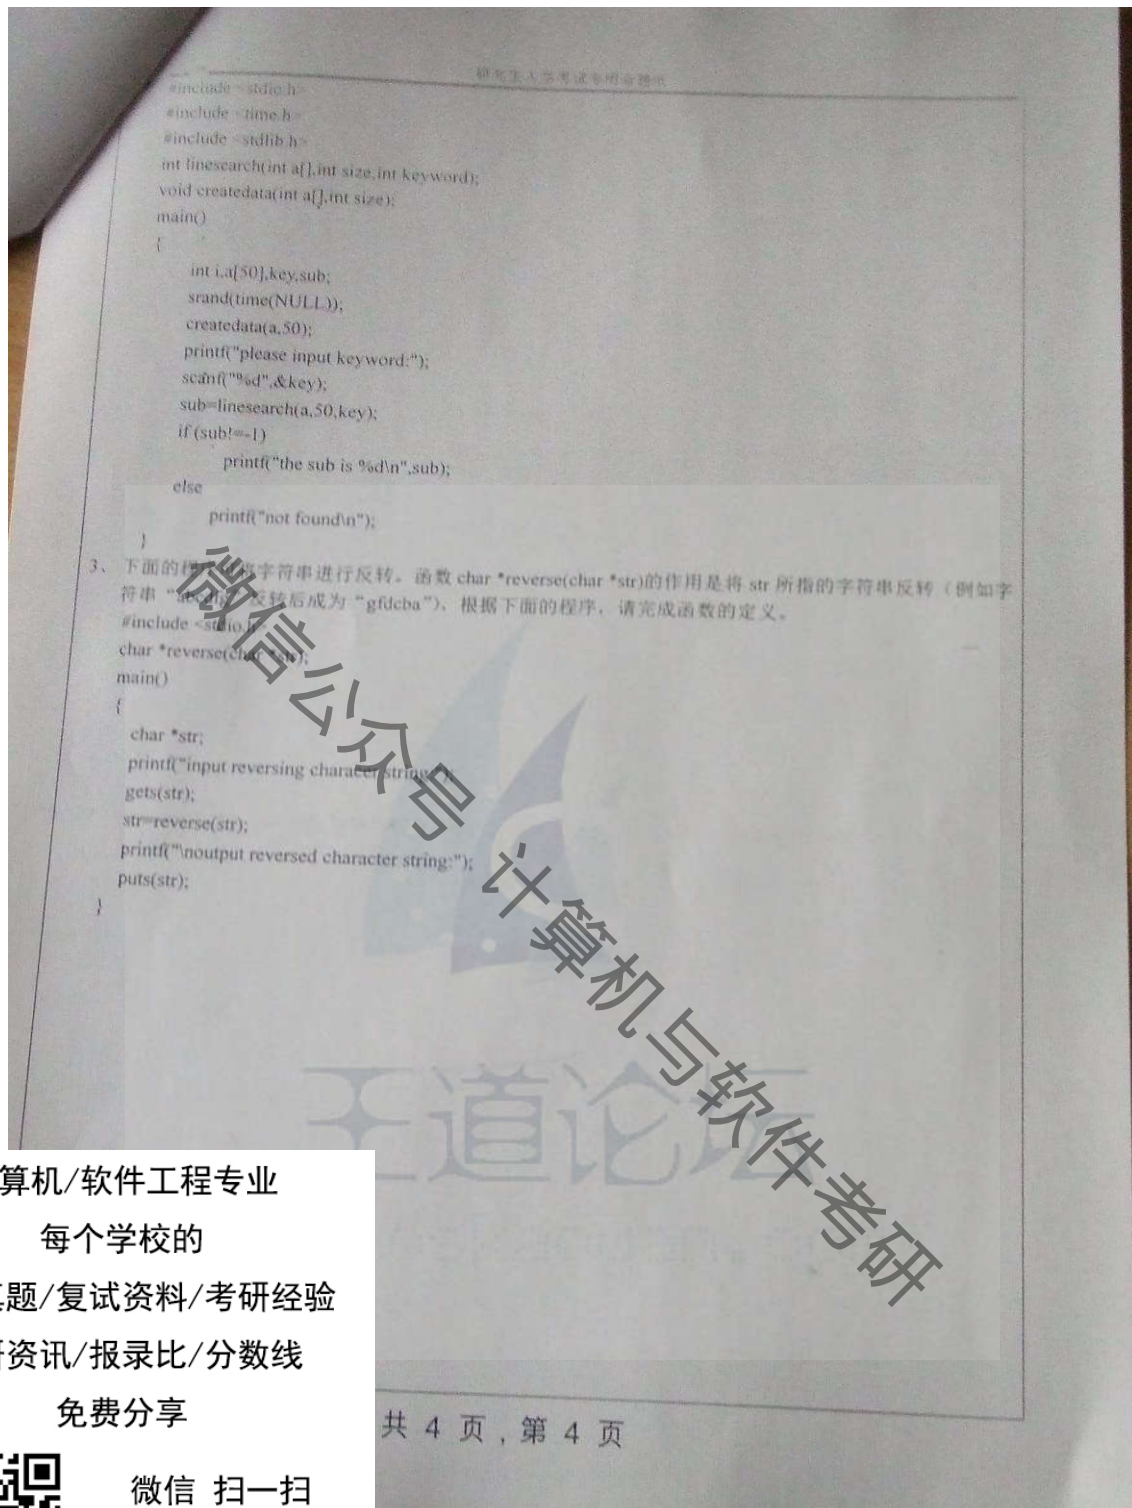 研究生入学考试专用命题纸
#include <stdio.h>
#include <time.h>
#include <stdlib.h>
int linesearch(int a[],int size,int keyword);
void createdata(int a[],int size);
main()
{
int i,a[50],key,sub;
srand(time(NULL));
createdata(a,50);
printf("please input keyword:");
scanf("%d",&key);
sub=linesearch(a,50,key);
if (sub!=-1)
printf("the sub is %d\n",sub);
else
printf("not found\n");
}
3、下面的程序将字符串进行反转。函数 char *reverse(char *str)的作用是将 str 所指的字符串反转（例如字
符串 “abcdfg”反转后成为 “gfdcba”），根据下面的程序，请完成函数的定义。
#include <stdio.h>
char *reverse(char *str);
main()
{
char *str;
printf("input reversing characer string:");
gets(str);
str=reverse(str);
printf("\noutput reversed character string:");
puts(str);
}
微信公众号 计算机与软件考研
王道论坛
算机/软件工程专业
每个学校的
题/复试资料/考研经验
资讯/报录比/分数线
免费分享
微信 扫一扫
共 4 页 , 第 4 页